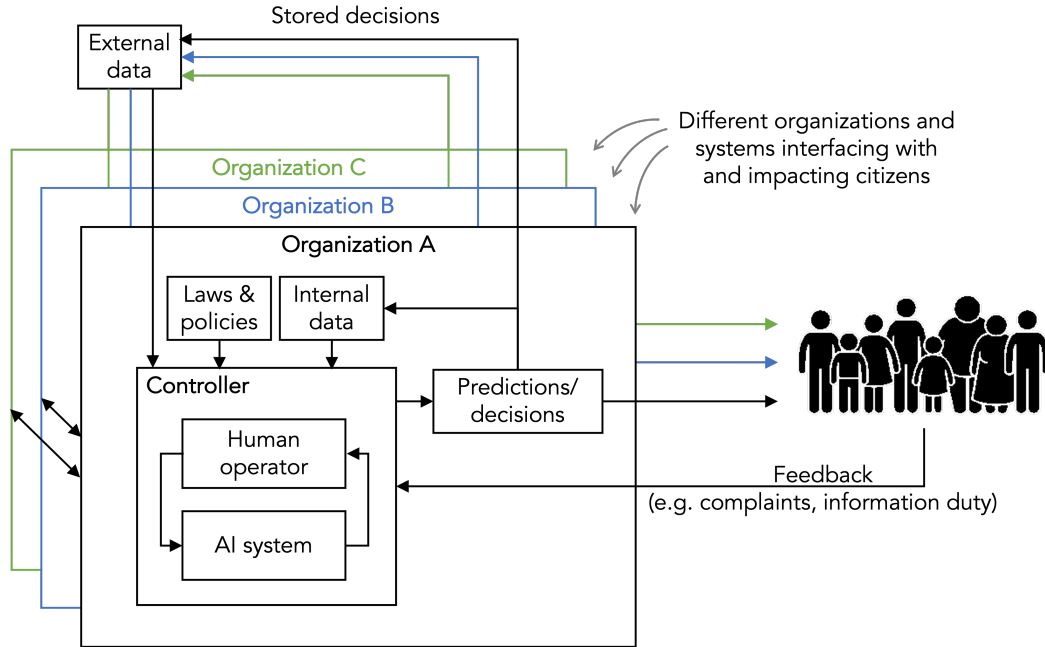 Stored decisions
External
data
Different organizations and
systems interfacing with
and impacting citizens
Organization C
Organization B
Organization A
Laws &
policies
Internal
data
Controller
Predictions/
decisions
Human
operator
AI system
Feedback
(e.g. complaints, information duty)